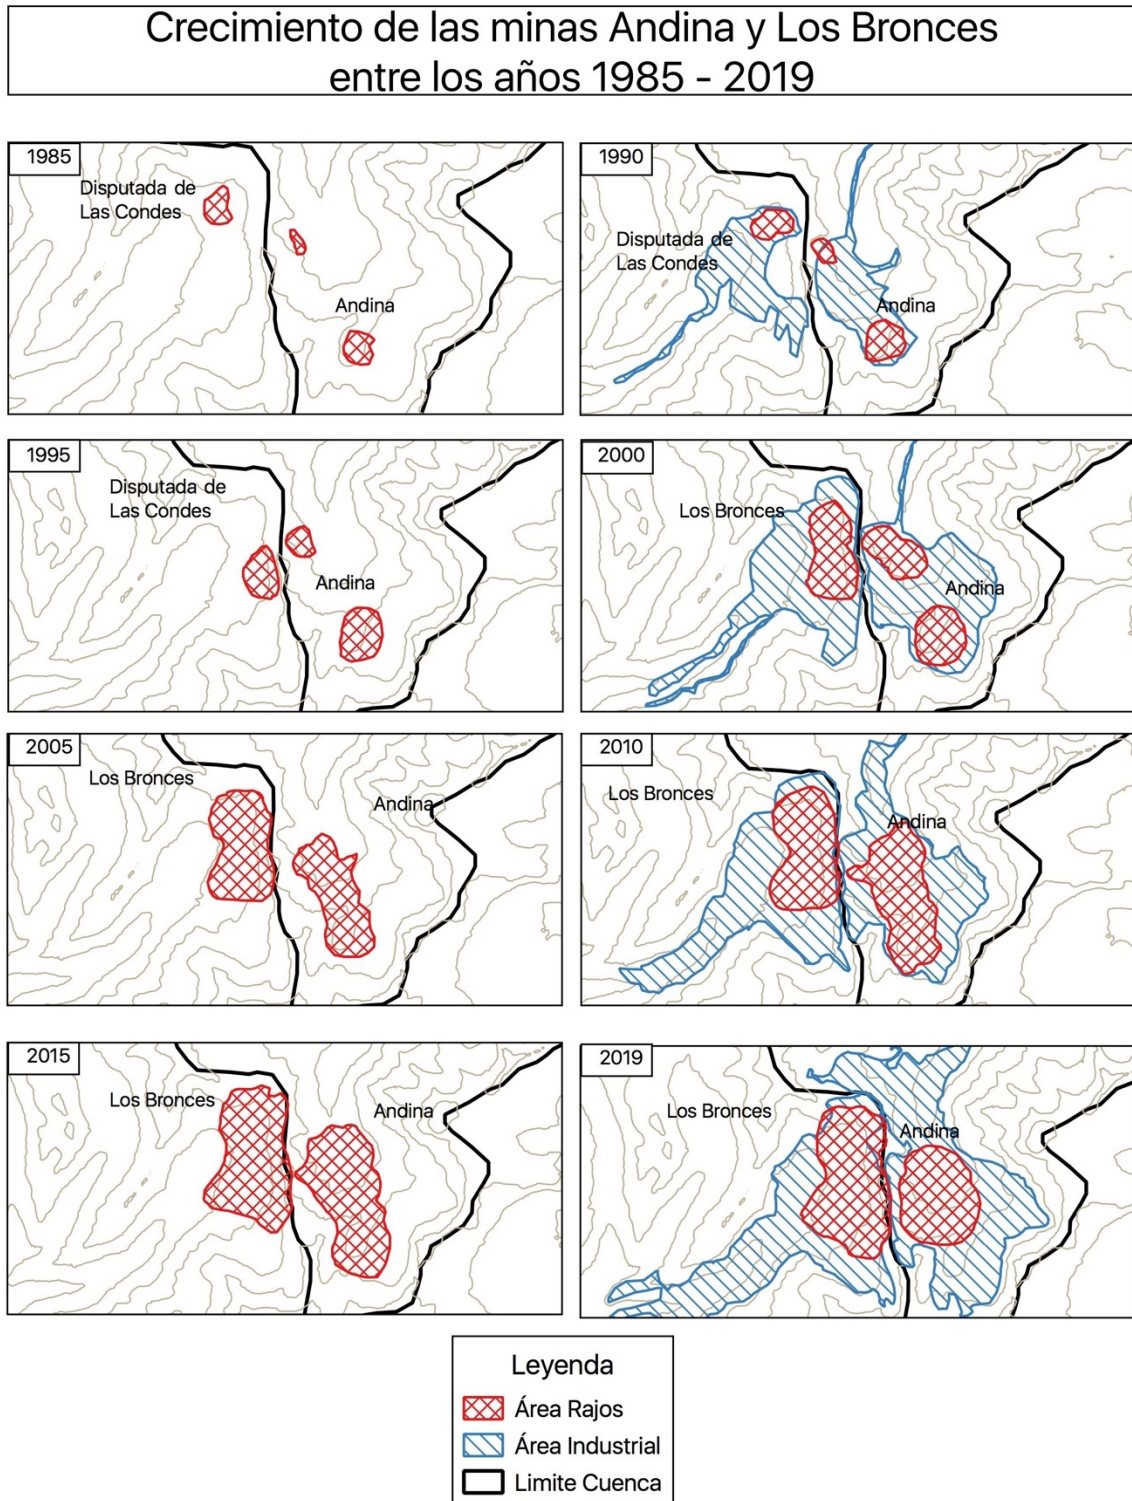 Crecimiento de las minas Andina y Los Bronces
entre los años 1985 - 2019
1985
Disputada de
Las Condes
Andina
1990
Disputada de
Las Condes
Andina
1995
Disputada de
Las Condes
Andina
2000
Los Bronces
Andina
2005
Los Bronces
Andina
2010
Los Bronces
Andina
2015
Los Bronces
Andina
2019
Los Bronces
Andina
Leyenda
Área Rajos
Área Industrial
Limite Cuenca